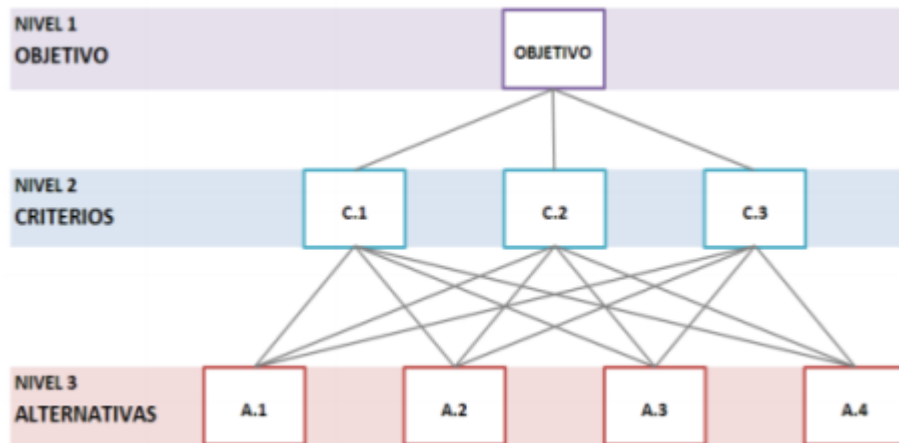 NIVEL 1
OBJETIVO
OBJETIVO
NIVEL 2
CRITERIOS
C.1
C.2
C.3
NIVEL 3
ALTERNATIVAS
A.1
A.2
A.3
A.4